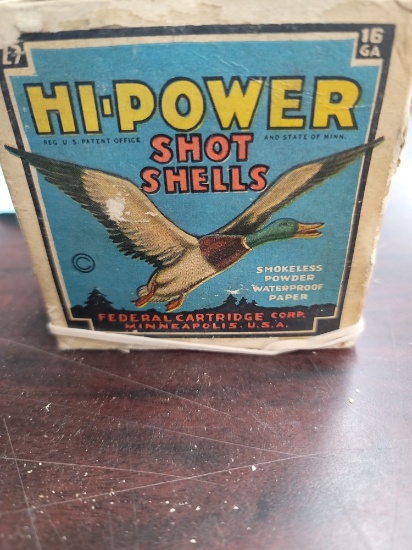 L-7
16
GA
HI-POWER
REG. U.S. PATENT OFFICE AND STATE OF MINN.
SHOT
SHELLS
©
SMOKELESS
POWDER
WATERPROOF
PAPER
FEDERAL CARTRIDGE CORP.
MINNEAPOLIS. U.S.A.